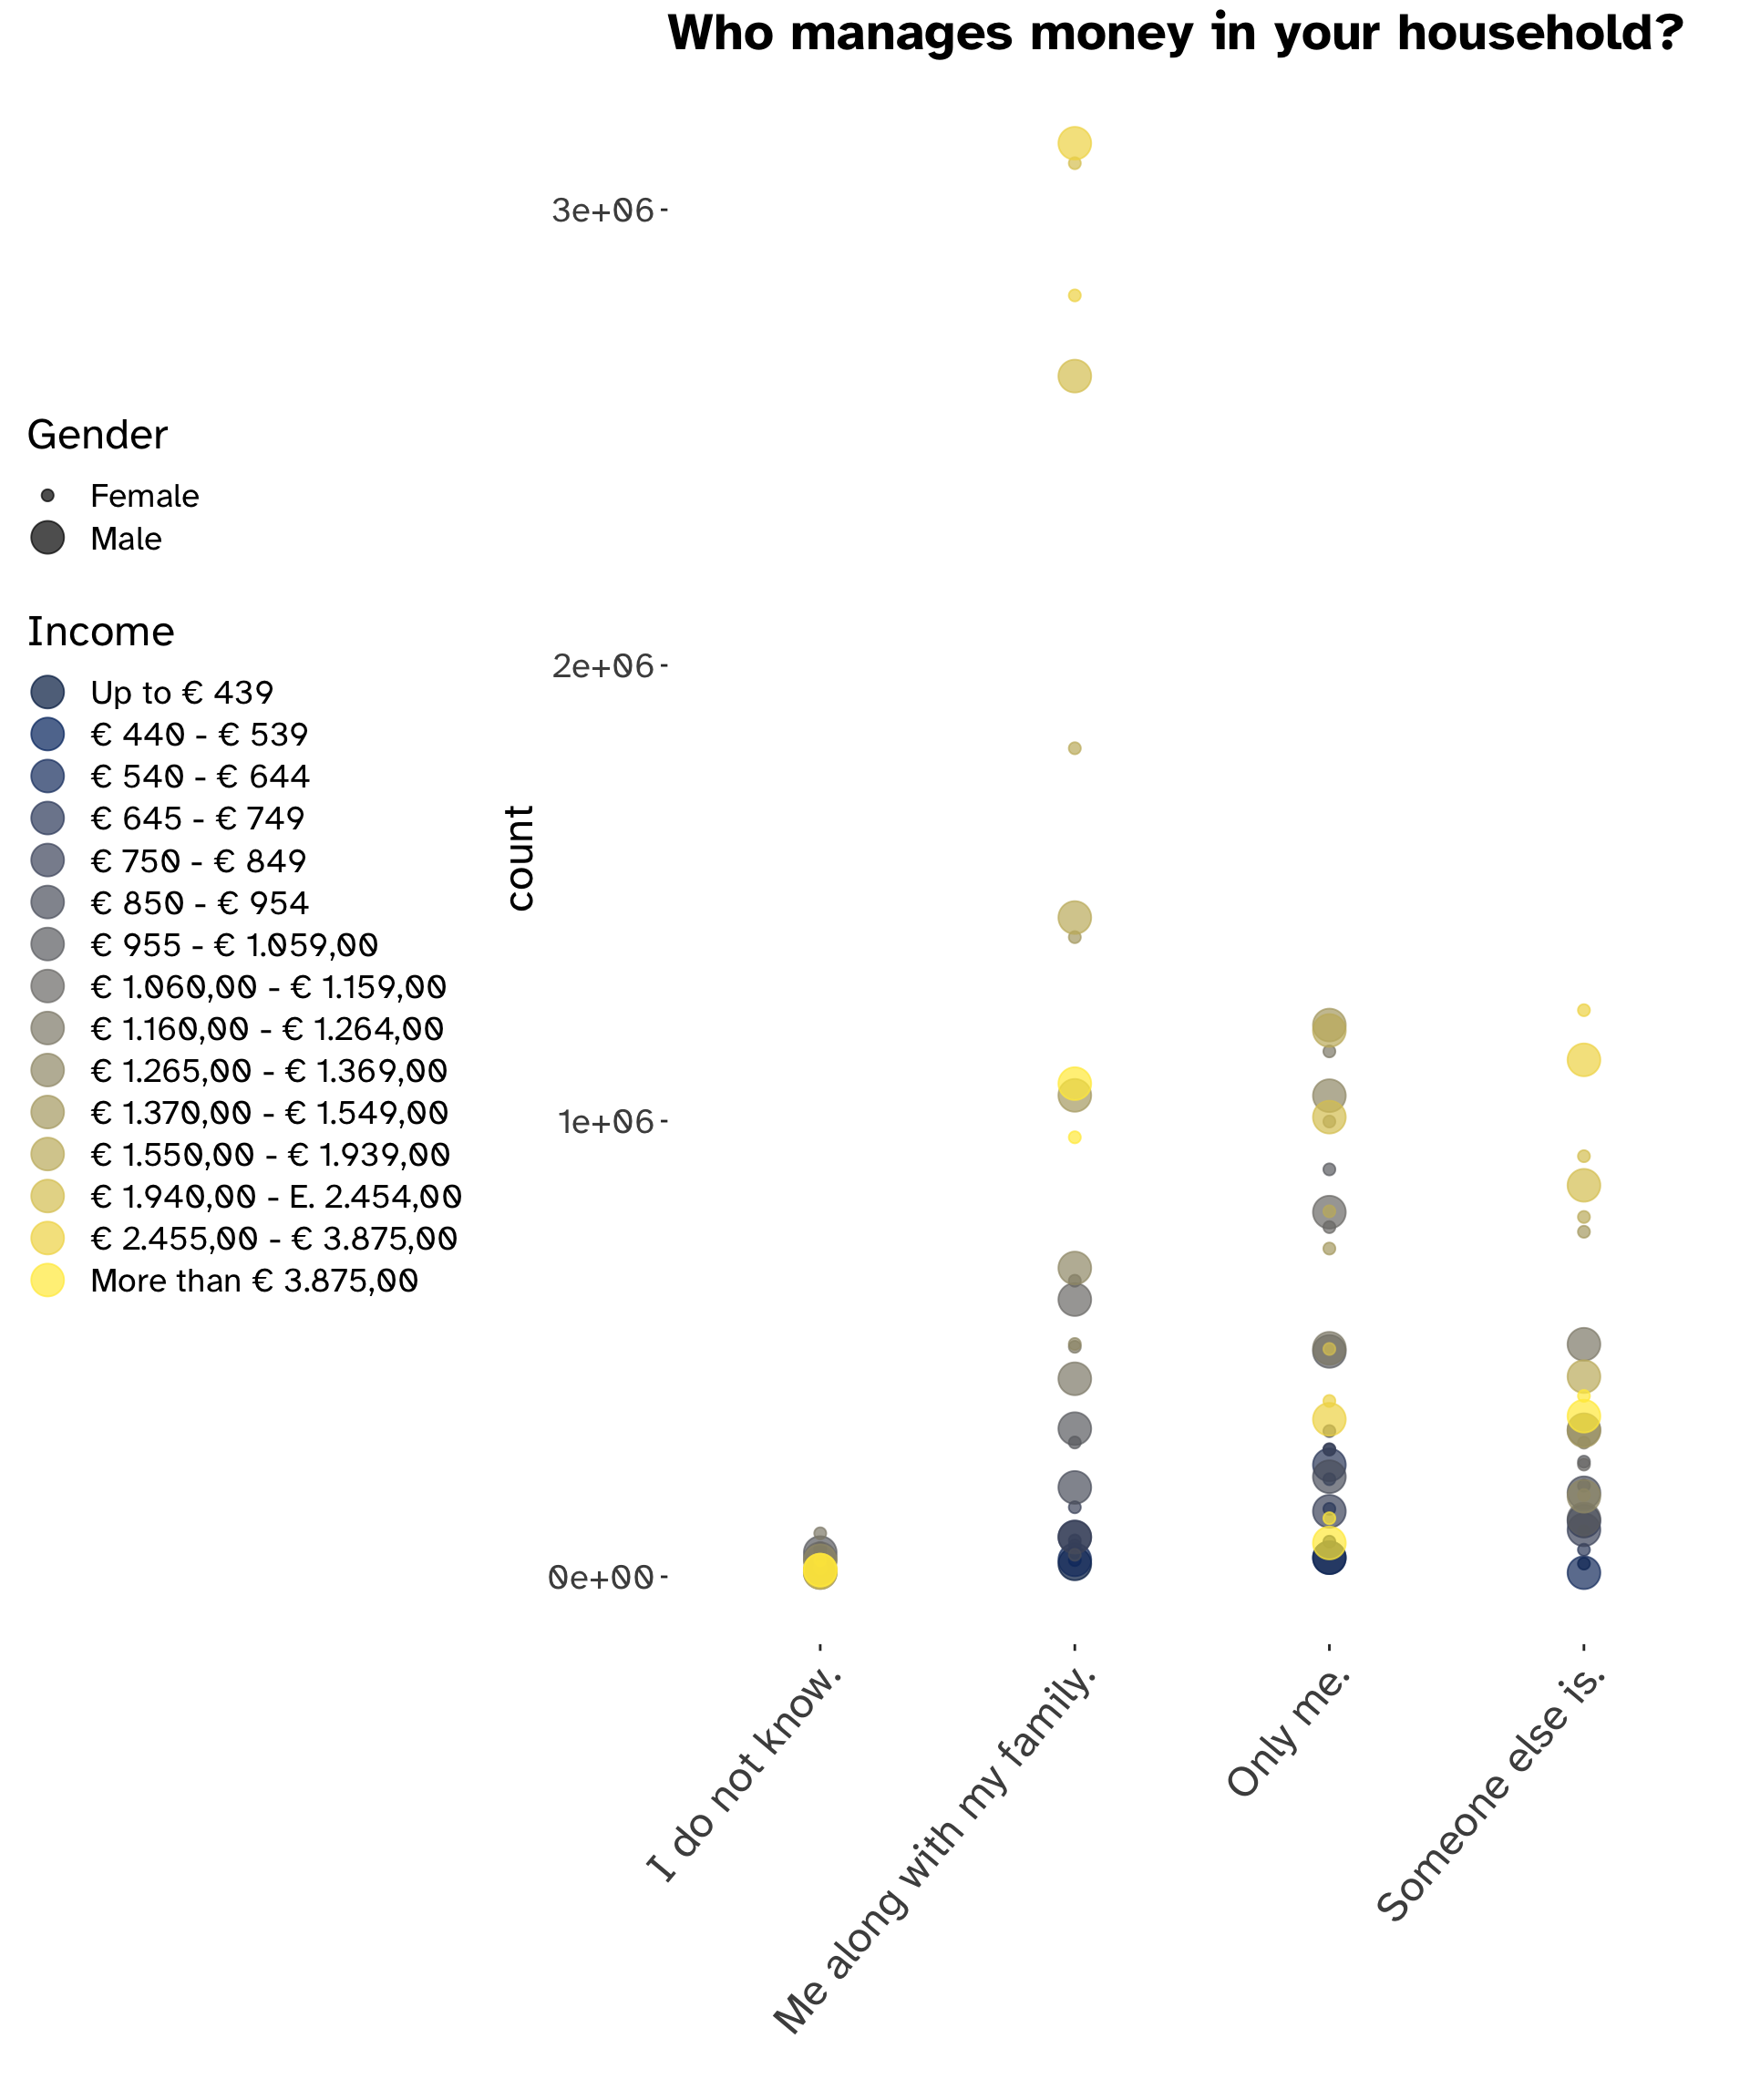 Who manages money in your household?
3e+06
2e+06
1e+06
0e+00
count
Gender
Female
Male
Income
Up to € 439
€ 440 - € 539
€ 540 - € 644
€ 645 - € 749
€ 750 - € 849
€ 850 - € 954
€ 955 - € 1.059,00
€ 1.060,00 - € 1.159,00
€ 1.160,00 - € 1.264,00
€ 1.265,00 - € 1.369,00
€ 1.370,00 - € 1.549,00
€ 1.550,00 - € 1.939,00
€ 1.940,00 - E. 2.454,00
€ 2.455,00 - € 3.875,00
More than € 3.875,00
I do not know.
Me along with my family.
Only me.
Someone else is.